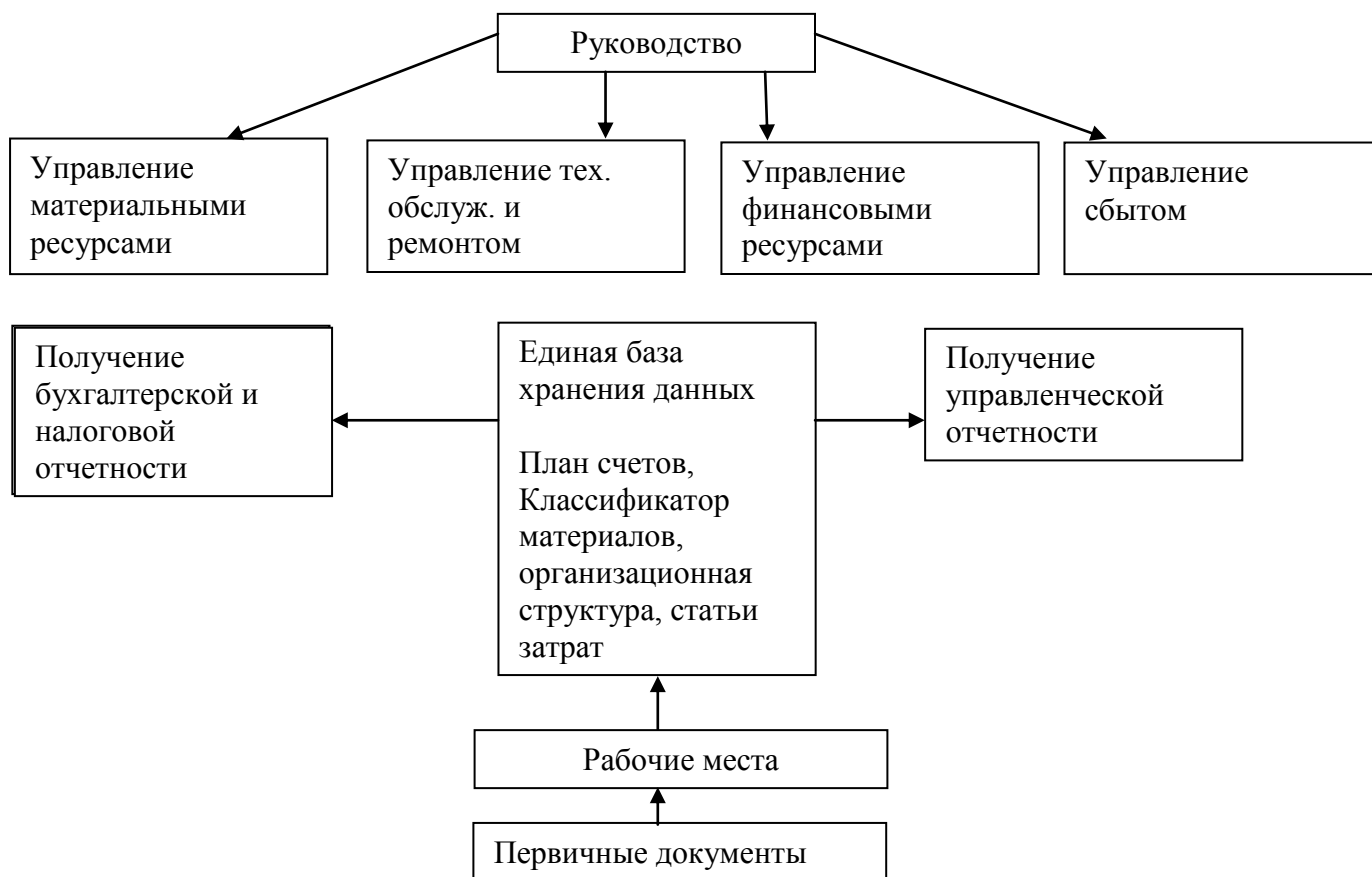 Руководство
Управление
материальными
ресурсами
Управление тех.
обслуж. и
ремонтом
Управление
финансовыми
ресурсами
Управление
сбытом
Получение
бухгалтерской и
налоговой
отчетности
Единая база
хранения данных
План счетов,
Классификатор
материалов,
организационная
структура, статьи
затрат
Получение
управленческой
отчетности
Рабочие места
Первичные документы